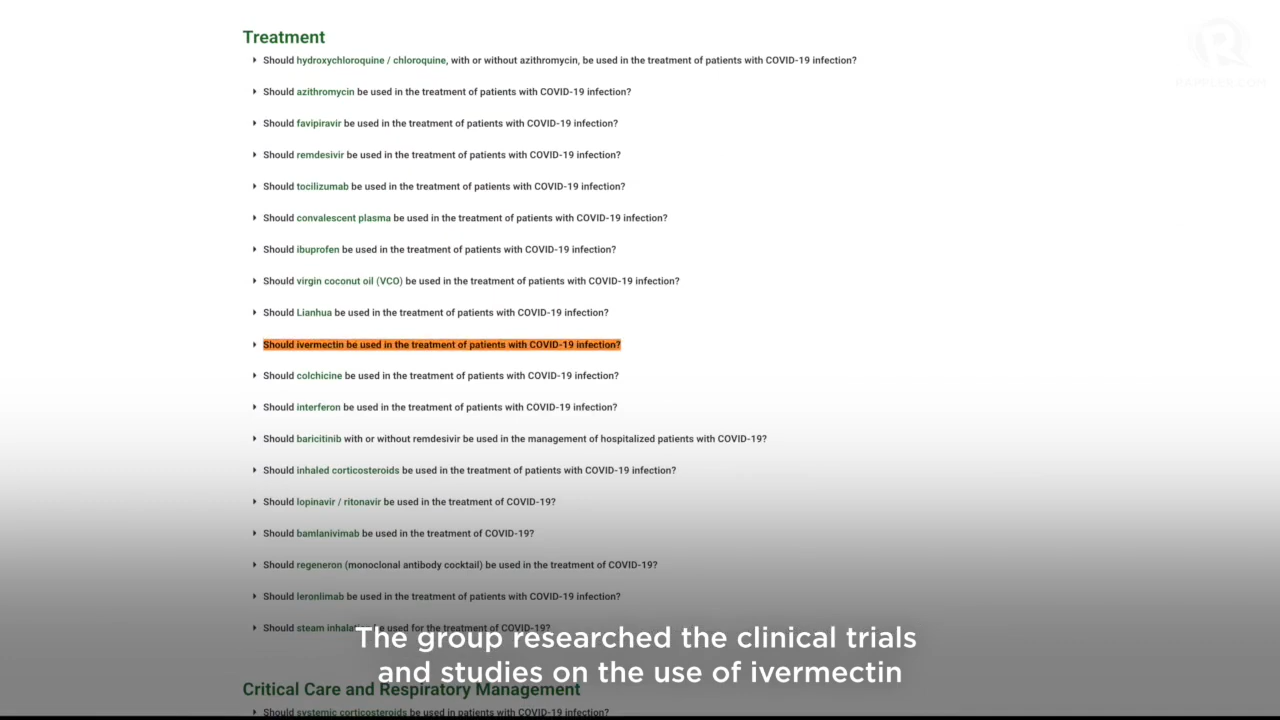 Treatment
Should hydroxychloroquine / chloroquine, with or without azithromycin, be used in the treatment of patients with COVID-19 infection?
Should azithromycin be used in the treatment of patients with COVID-19 infection?
Should favipiravir be used in the treatment of patients with COVID-19 infection?
Should remdesivir be used in the treatment of patients with COVID-19 infection?
Should tocilizumab be used in the treatment of patients with COVID-19 infection?
Should convalescent plasma be used in the treatment of patients with COVID-19 infection?
Should ibuprofen be used in the treatment of patients with COVID-19 infection?
Should virgin coconut oil (VCO) be used in the treatment of patients with COVID-19 infection?
Should Lianhua be used in the treatment of patients with COVID-19 infection?
Should ivermectin be used in the treatment of patients with COVID-19 infection?
Should colchicine be used in the treatment of patients with COVID-19 infection?
Should interferon be used in the treatment of patients with COVID-19 infection?
Should baricitinib with or without remdesivir be used in the management of hospitalized patients with COVID-19?
Should inhaled corticosteroids be used in the treatment of patients with COVID-19 infection?
Should lopinavir / ritonavir be used in the treatment of COVID-19?
Should bamlanivimab be used in the treatment of COVID-19?
Should regeneron (monoclonal antibody cocktail) be used in the treatment of COVID-19?
Should leronlimab be used in the treatment of patients with COVID-19 infection?
Should steam inhalation be used for the treatment of COVID-19?
The group researched the clinical trials
and studies on the use of ivermectin
Critical Care and Respiratory Management
Should systemic corticosteroids be used in patients with COVID-19 infection?
RAPPLER.COM